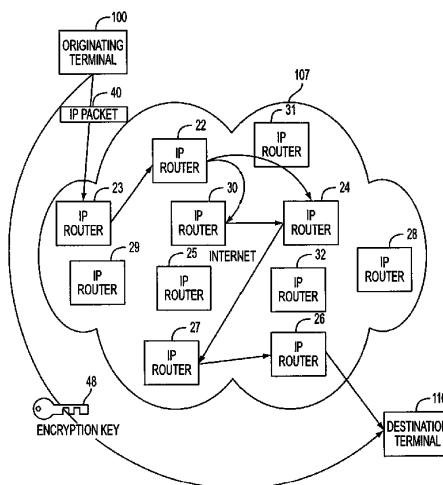 100
ORIGINATING
TERMINAL
40
IP PACKET
107
31
IP
ROUTER
22
IP
ROUTER
23
IP
ROUTER
30
IP
ROUTER
24
IP
ROUTER
29
IP
ROUTER
25
IP
ROUTER
INTERNET
32
IP
ROUTER
28
IP
ROUTER
27
IP
ROUTER
26
IP
ROUTER
48
ENCRYPTION KEY
110
DESTINATION
TERMINAL